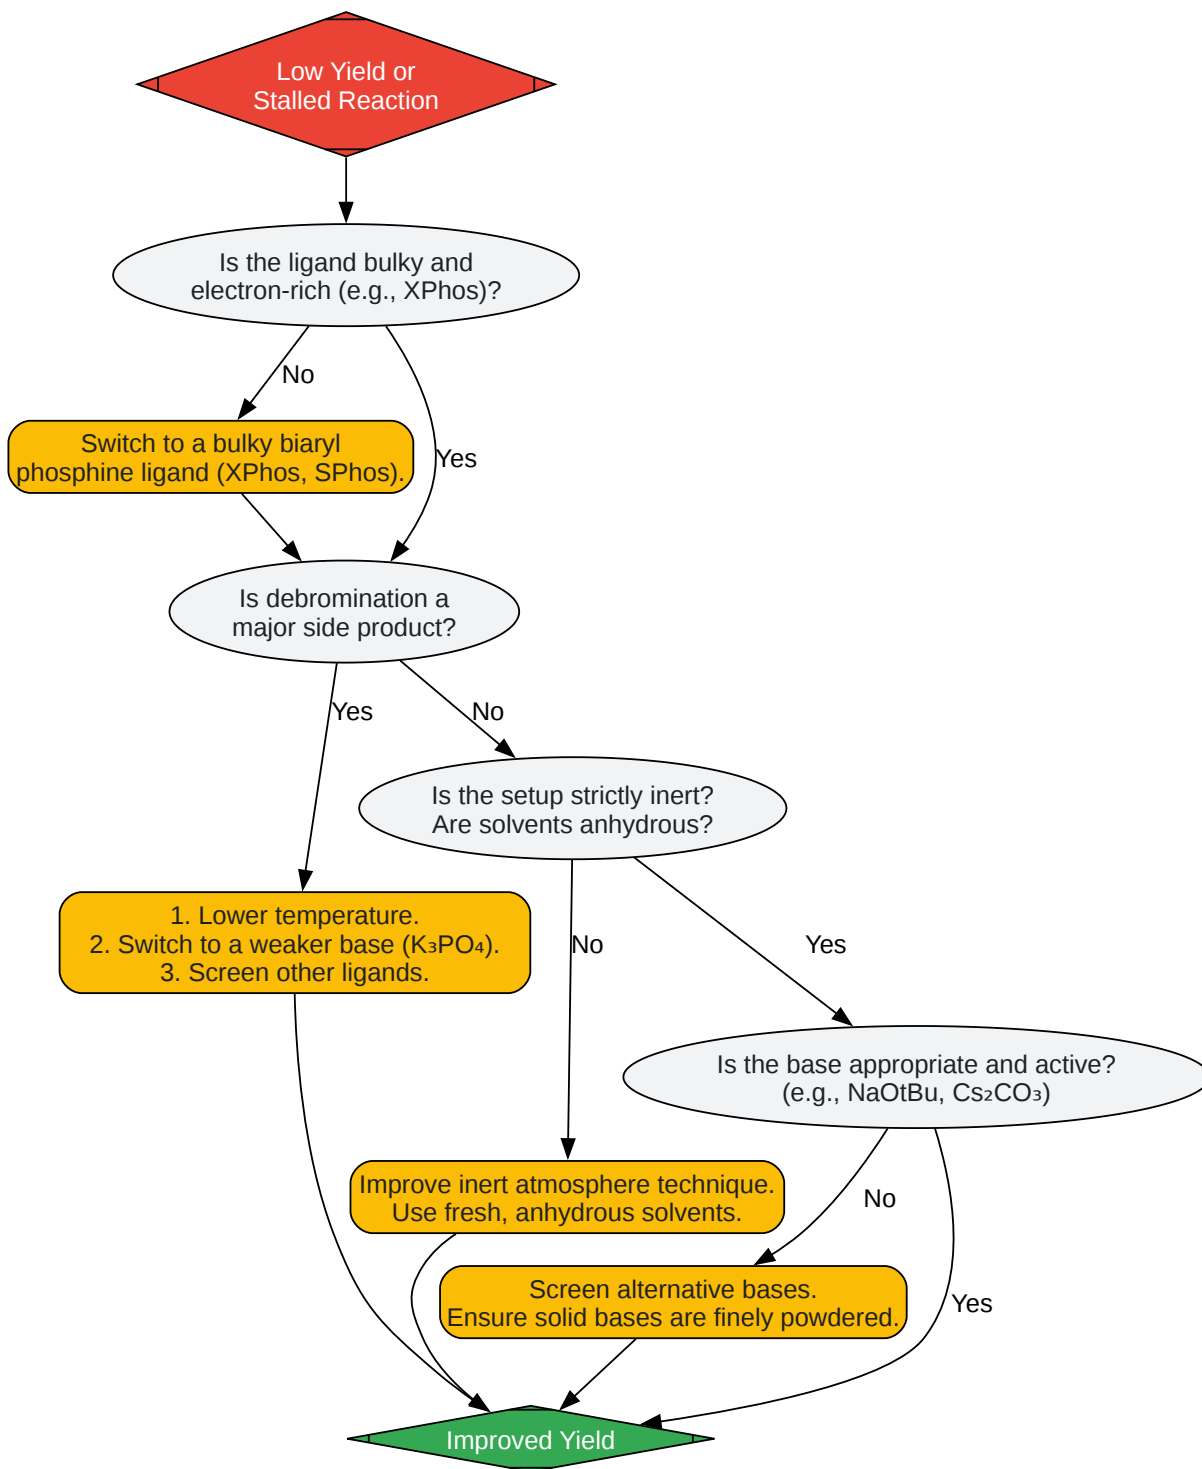 Low Yield or
Stalled Reaction
Is the ligand bulky and
electron-rich (e.g., XPhos)?
No
Switch to a bulky biaryl
phosphine ligand (XPhos, SPhos).
Yes
Is debromination a
major side product?
Yes
No
Is the setup strictly inert?
Are solvents anhydrous?
1. Lower temperature.
2. Switch to a weaker base (K₃PO₄).
3. Screen other ligands.
No
Yes
Is the base appropriate and active?
(e.g., NaOtBu, Cs₂CO₃)
Improve inert atmosphere technique.
Use fresh, anhydrous solvents.
No
Screen alternative bases.
Ensure solid bases are finely powdered.
Yes
Improved Yield